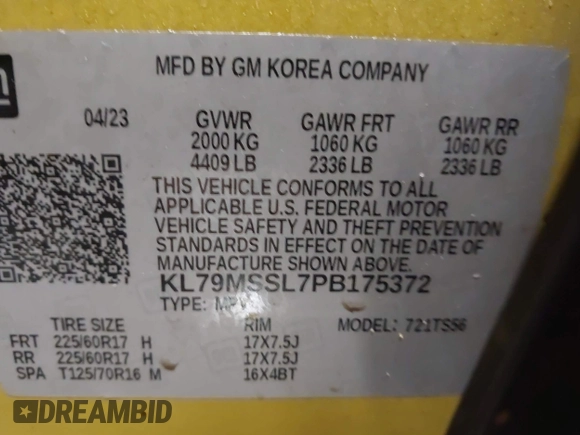 MFD BY GM KOREA COMPANY
04/23 GVWR GAWR FRT GAWR RR
2000 KG 1060 KG 1060 KG
4409 LB 2336 LB 2336 LB
THIS VEHICLE CONFORMS TO ALL
APPLICABLE U.S. FEDERAL MOTOR
VEHICLE SAFETY AND THEFT PREVENTION
STANDARDS IN EFFECT ON THE DATE OF
MANUFACTURE SHOWN ABOVE.
KL79MSSL7PB175372
TYPE: MPV MODEL: 721TS56
TIRE SIZE RIM
FRT 225/60R17 H 17X7.5J
RR 225/60R17 H 17X7.5J
SPA T125/70R16 M 16X4BT
DREAMBID